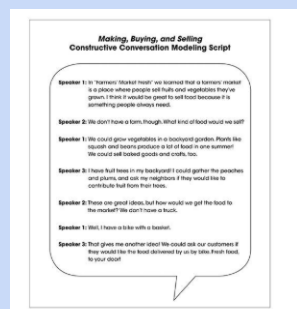 Making, Buying, and Selling
Constructive Conversation Modeling Script
Speaker 1: In "Farmers' Market Fresh" we learned that a farmers' market
is a place where people sell fruits and vegetables they've
grown. I think it would be great to sell food because it is
something people always need.
Speaker 2: We don't have a farm, though. What kind of food would we sell?
Speaker 1: We could grow vegetables in a backyard garden. Plants like
squash and beans produce a lot of food in one summer!
We could sell baked goods and crafts, too.
Speaker 3: I have fruit trees in my backyard! I could gather the peaches
and plums, and ask my neighbors if they would like to
contribute fruit from their trees.
Speaker 2: These are great ideas, but how would we get the food to
the market? We don't have a truck.
Speaker 1: Well, I have a bike with a basket.
Speaker 3: That gives me another idea! We could ask our customers if
they would like the food delivered by us by bike. Fresh food,
to your door!